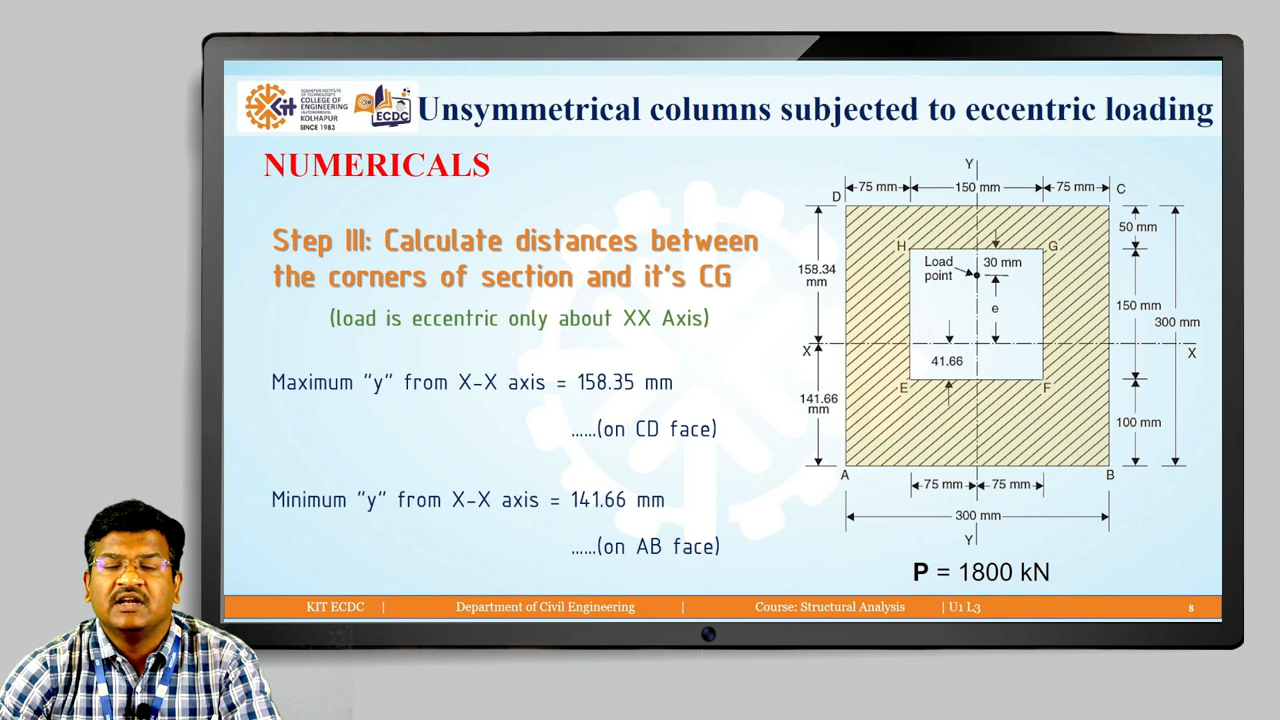 KOLHAPUR INSTITUTE
OF TECHNOLOGY'S
COLLEGE OF
ENGINEERING
(AUTONOMOUS),
KOLHAPUR
SINCE 1983
Kit
ECDC
Unsymmetrical columns subjected to eccentric loading
NUMERICALS
Step III: Calculate distances between
the corners of section and it's CG
(load is eccentric only about XX Axis)
Maximum "y" from X-X axis = 158.35 mm
......(on CD face)
Minimum "y" from X-X axis = 141.66 mm
......(on AB face)
Y
D
75 mm
150 mm
75 mm
C
50 mm
H
G
Load
point
30 mm
158.34
mm
e
150 mm
300 mm
X
X
41.66
E
F
141.66
mm
100 mm
A
B
75 mm
75 mm
300 mm
Y
P = 1800 kN
KIT ECDC | Department of Civil Engineering | Course: Structural Analysis | U1 L3 8